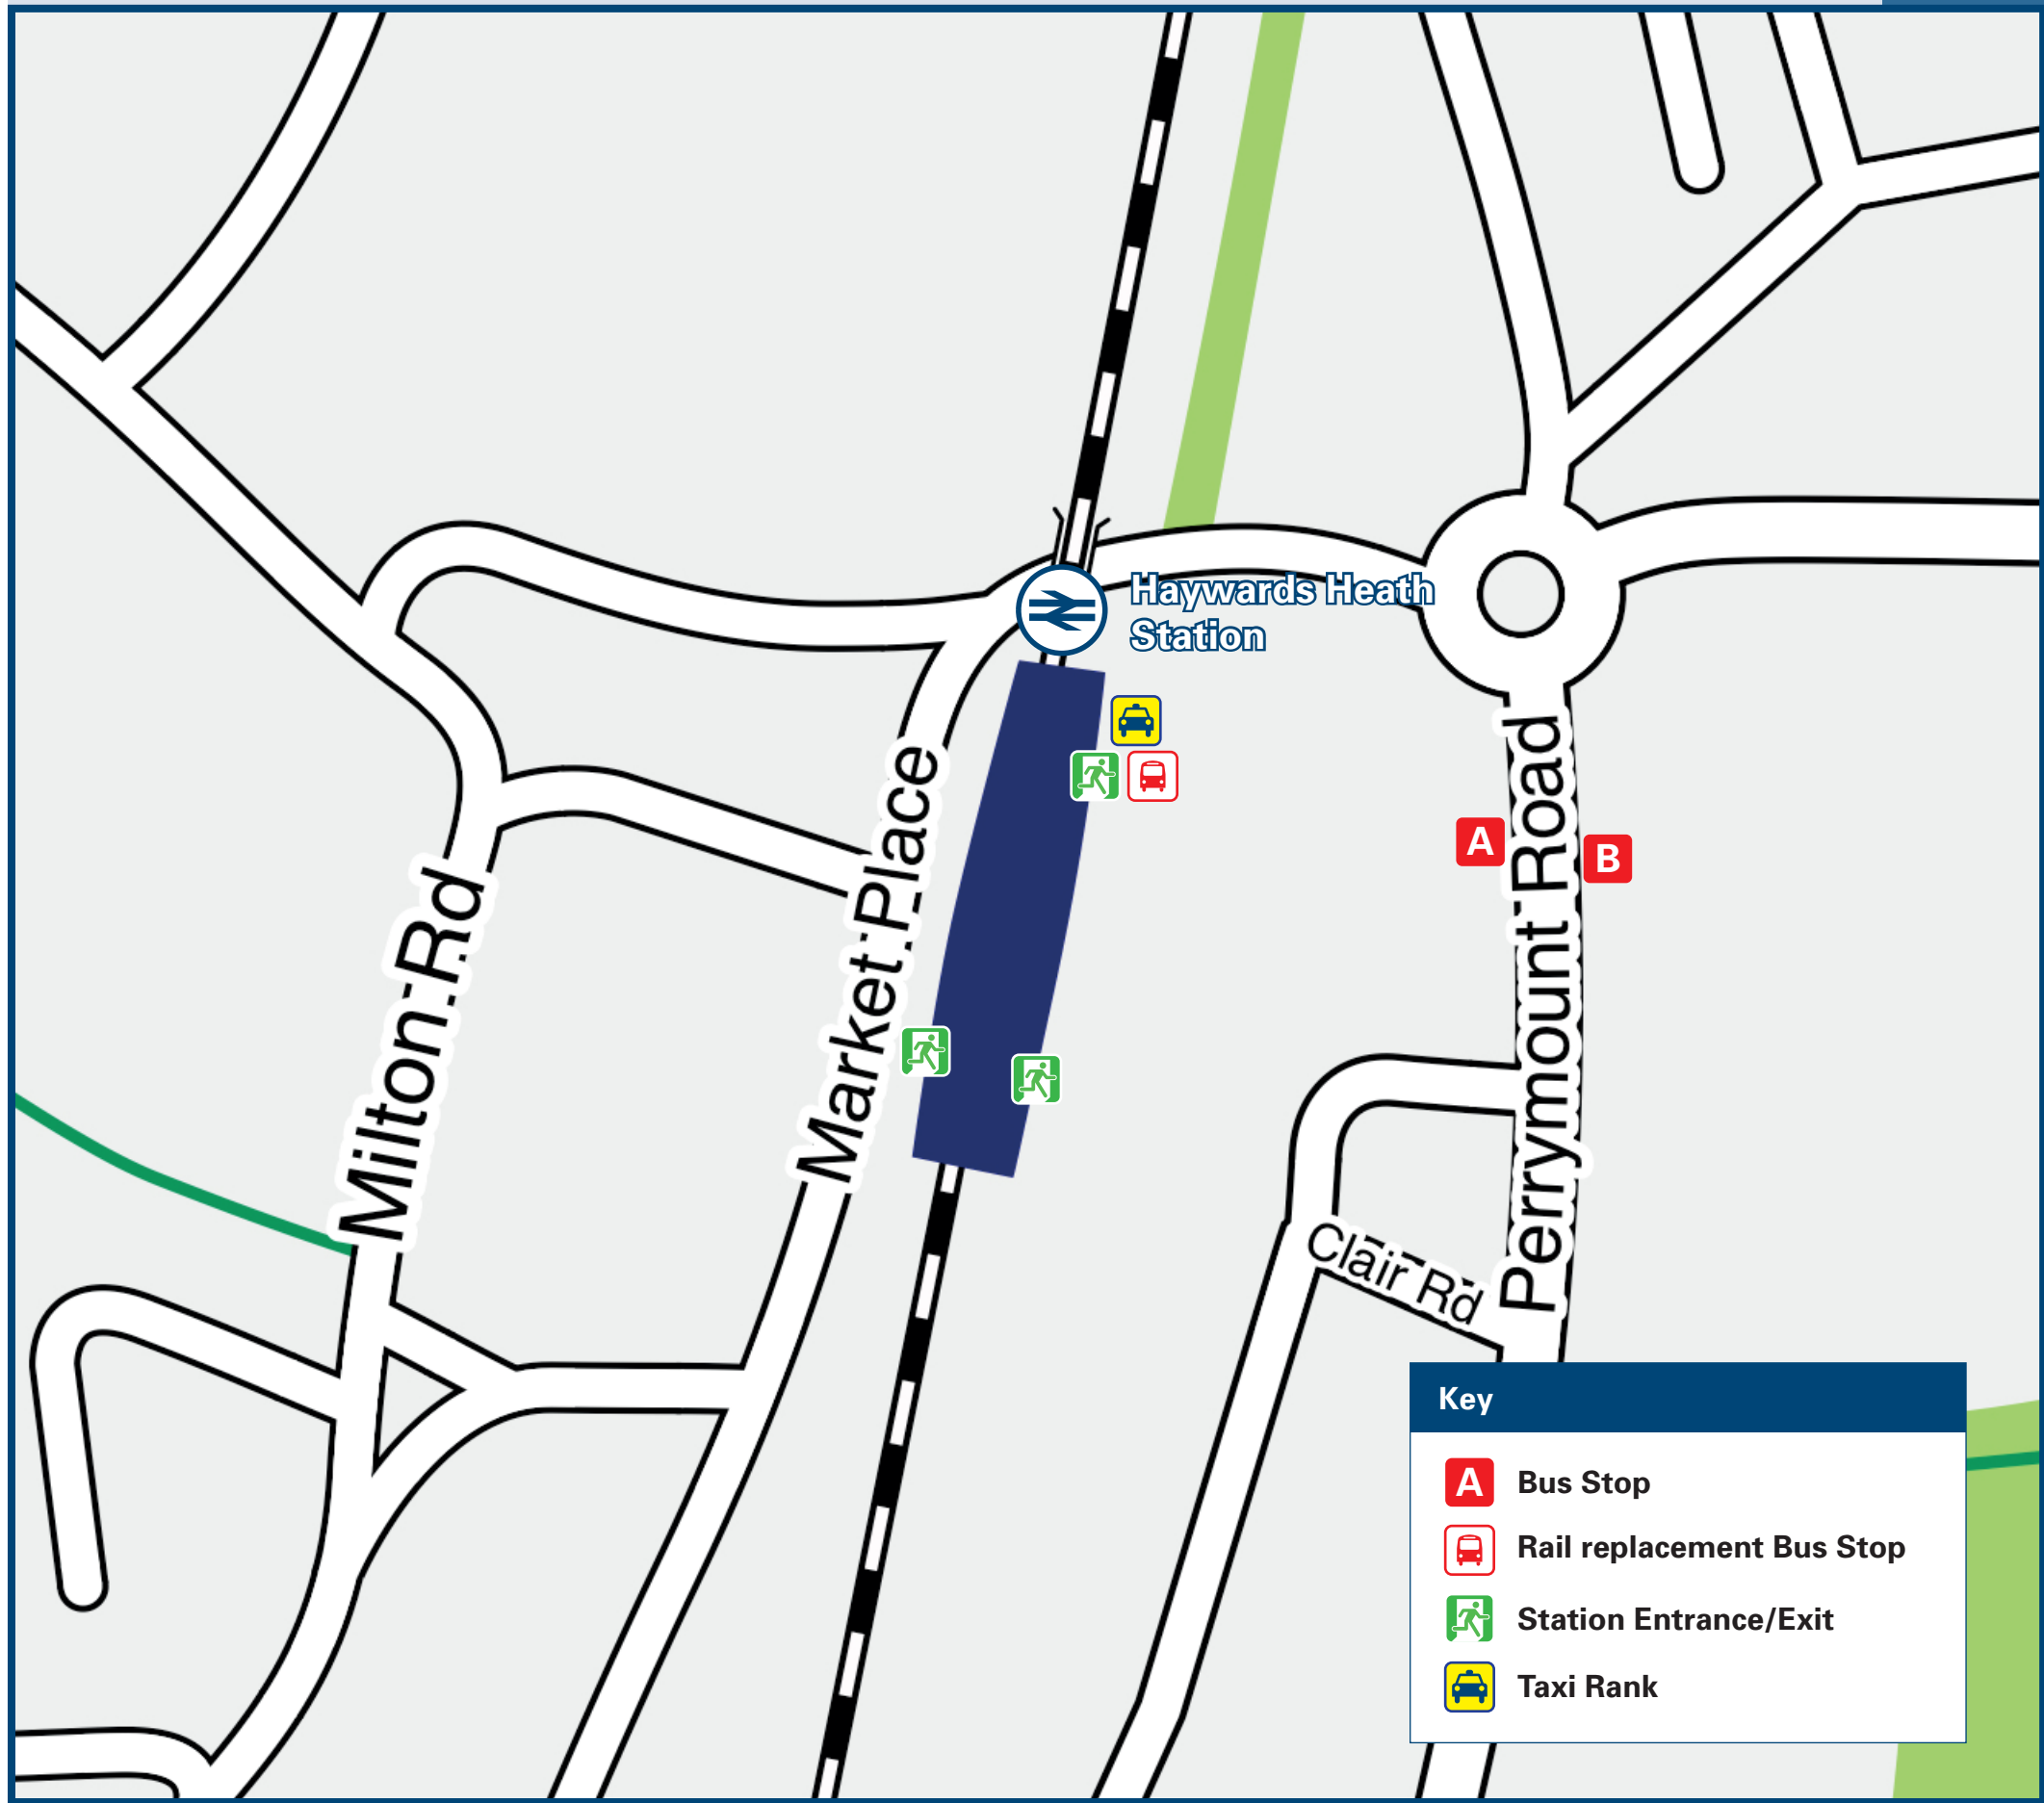 Haywards Heath
Station
Perrymount Road
A
B
Market Place
Milton Rd
Clair Rd
Key
A Bus Stop
Rail replacement Bus Stop
Station Entrance/Exit
Taxi Rank